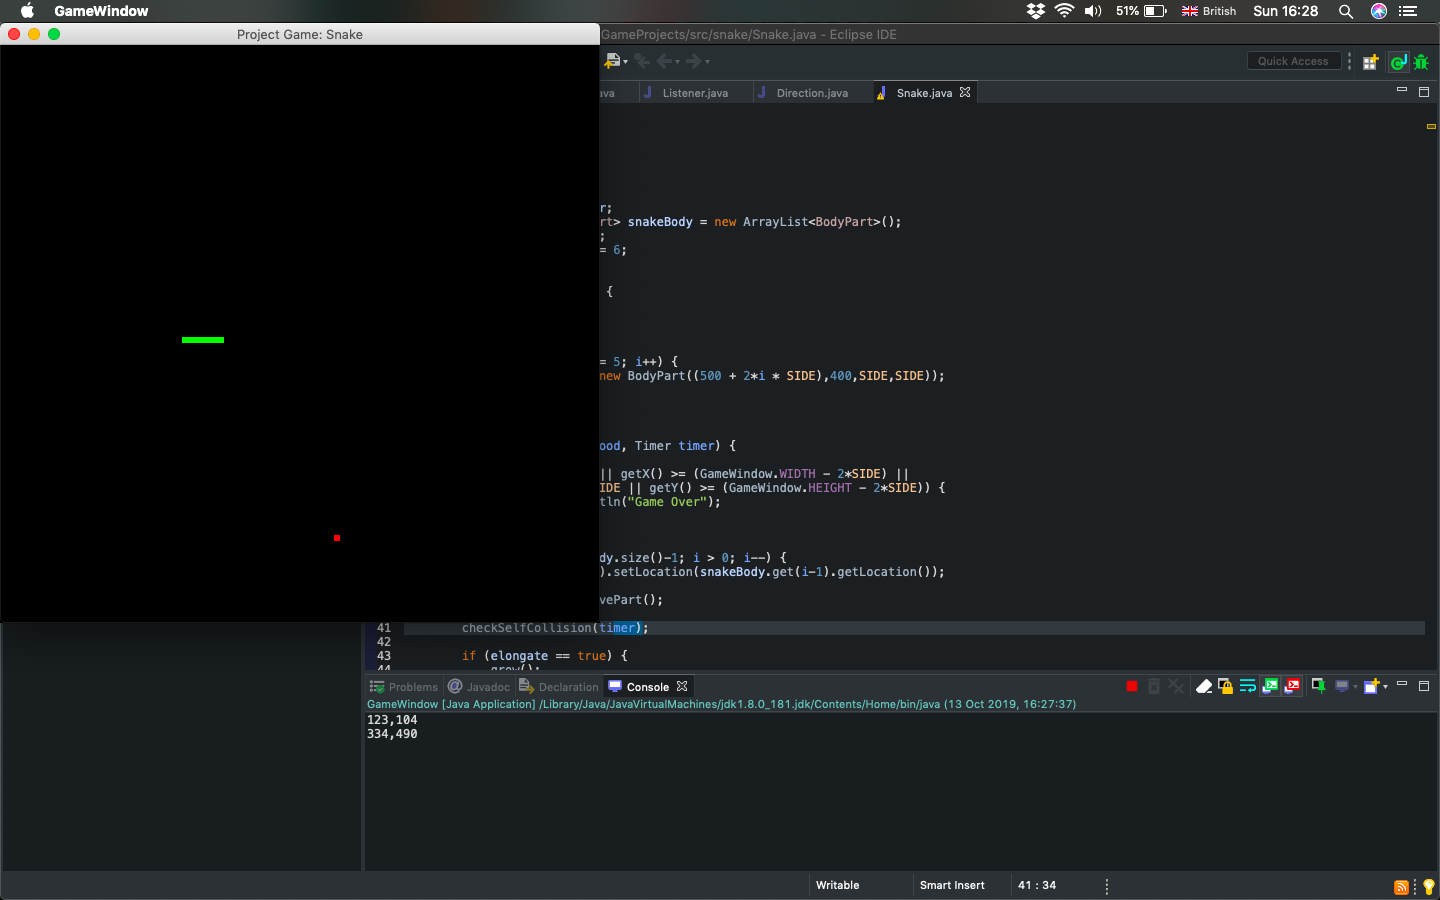 GameWindow
51%
British
Sun 16:28
Project Game: Snake
GameProjects/src/snake/Snake.java - Eclipse IDE
Quick Access
ava
Listener.java
Direction.java
Snake.java
r;
rt> snakeBody = new ArrayList<BodyPart>();
;
= 6;
{
= 5; i++) {
new BodyPart((500 + 2*i * SIDE),400,SIDE,SIDE));
ood, Timer timer) {
|| getX() >= (GameWindow.WIDTH - 2*SIDE) ||
IDE || getY() >= (GameWindow.HEIGHT - 2*SIDE)) {
tln("Game Over");
dy.size()-1; i > 0; i--) {
).setLocation(snakeBody.get(i-1).getLocation());
vePart();
41 checkSelfCollision(timer);
42
43 if (elongate == true) {
44 grow();
Problems
Javadoc
Declaration
Console
GameWindow [Java Application] /Library/Java/JavaVirtualMachines/jdk1.8.0_181.jdk/Contents/Home/bin/java (13 Oct 2019, 16:27:37)
123,104
334,490
Writable
Smart Insert
41 : 34